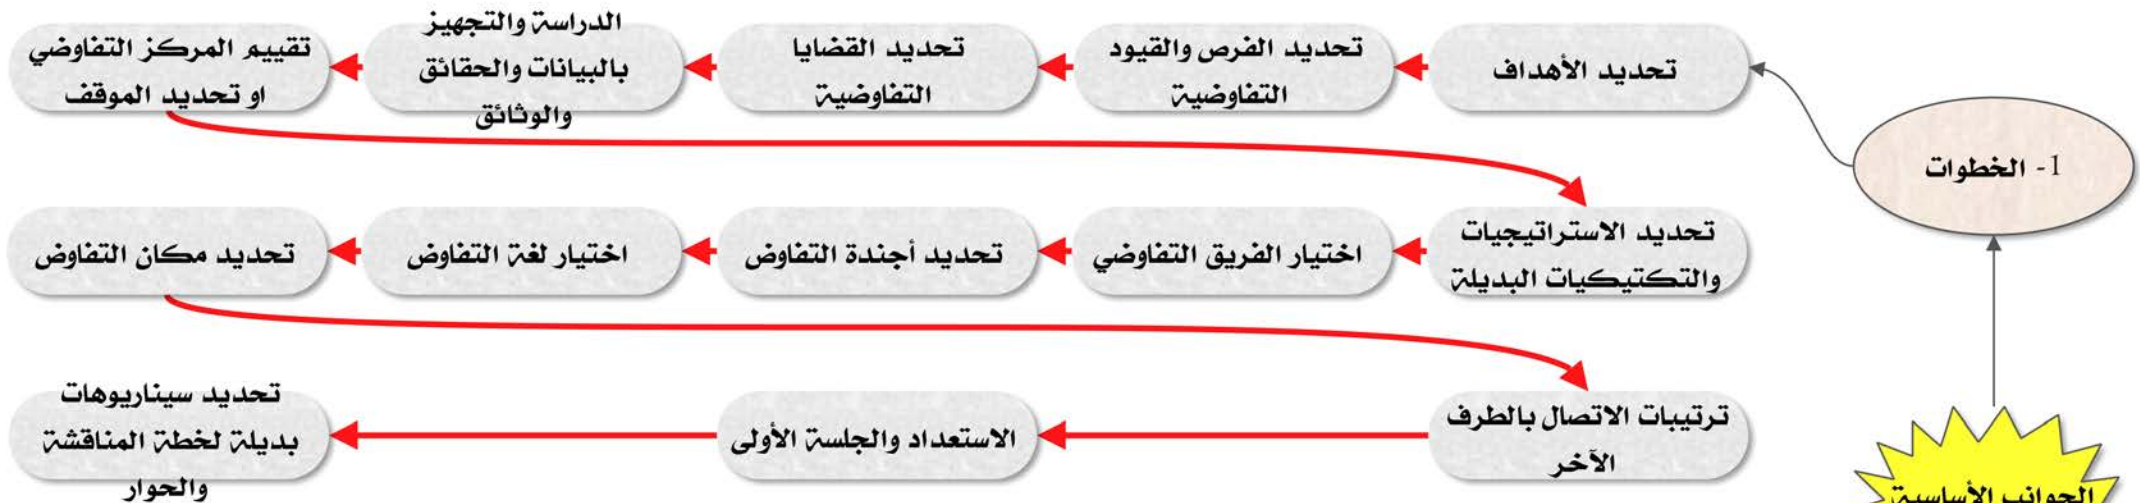 1- الخطوات
تحديد الأهداف
تحديد الفرص والقيود
التفاوضية
تحديد القضايا
التفاوضية
الدراسة والتجهيز
بالبيانات والحقائق
والوثائق
تقييم المركز التفاوضي
او تحديد الموقف
تحديد الاستراتيجيات
والتكتيكيات البديلة
اختيار الفريق التفاوضي
تحديد أجندة التفاوض
اختيار لغة التفاوض
تحديد مكان التفاوض
ترتيبات الاتصال بالطرف
الآخر
الاستعداد والجلسة الأولى
تحديد سيناريوهات
بديلة لخطة المناقشة
والحوار
الجوانب الأساسية